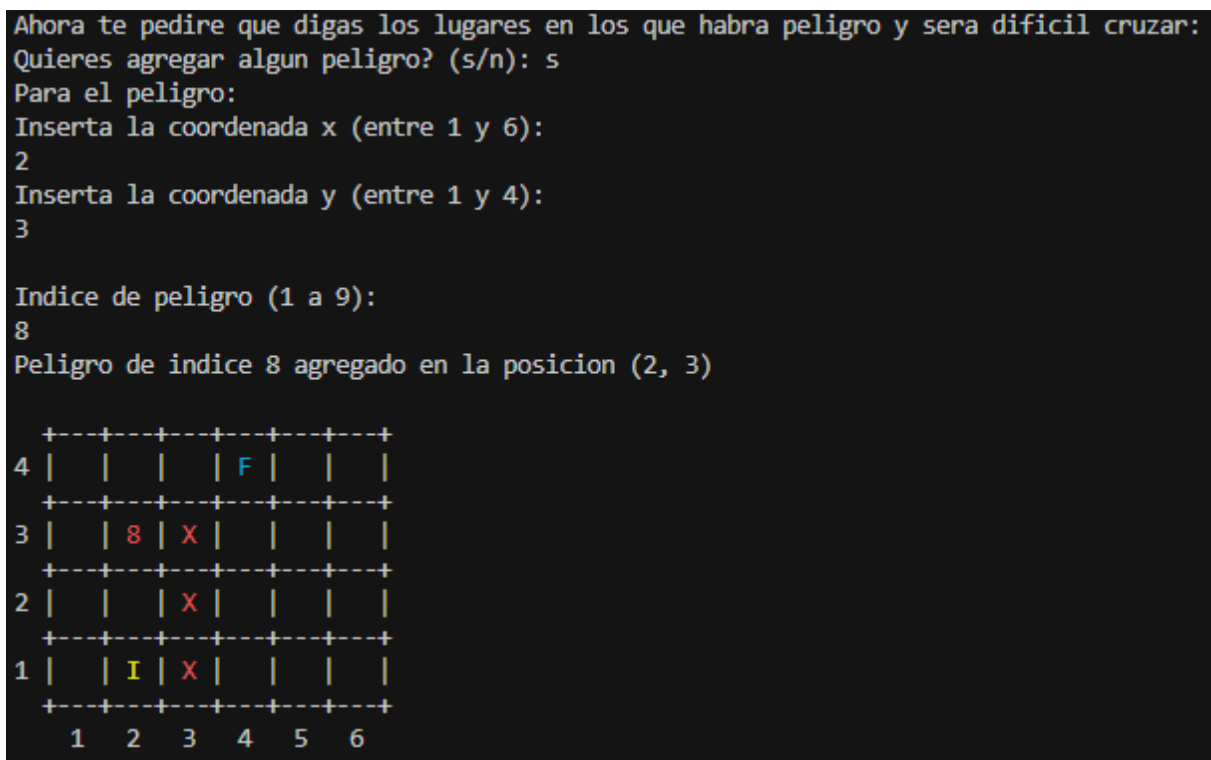 Ahora te pedire que digas los lugares en los que habra peligro y sera dificil cruzar:
Quieres agregar algun peligro? (s/n): s
Para el peligro:
Inserta la coordenada x (entre 1 y 6):
2
Inserta la coordenada y (entre 1 y 4):
3
Indice de peligro (1 a 9):
8
Peligro de indice 8 agregado en la posicion (2, 3)
+---+---+---+---+---+---+
4 |   |   |   | F |   |   |
+---+---+---+---+---+---+
3 |   | 8 | X |   |   |   |
+---+---+---+---+---+---+
2 |   |   | X |   |   |   |
+---+---+---+---+---+---+
1 |   | I | X |   |   |   |
+---+---+---+---+---+---+
1   2   3   4   5   6